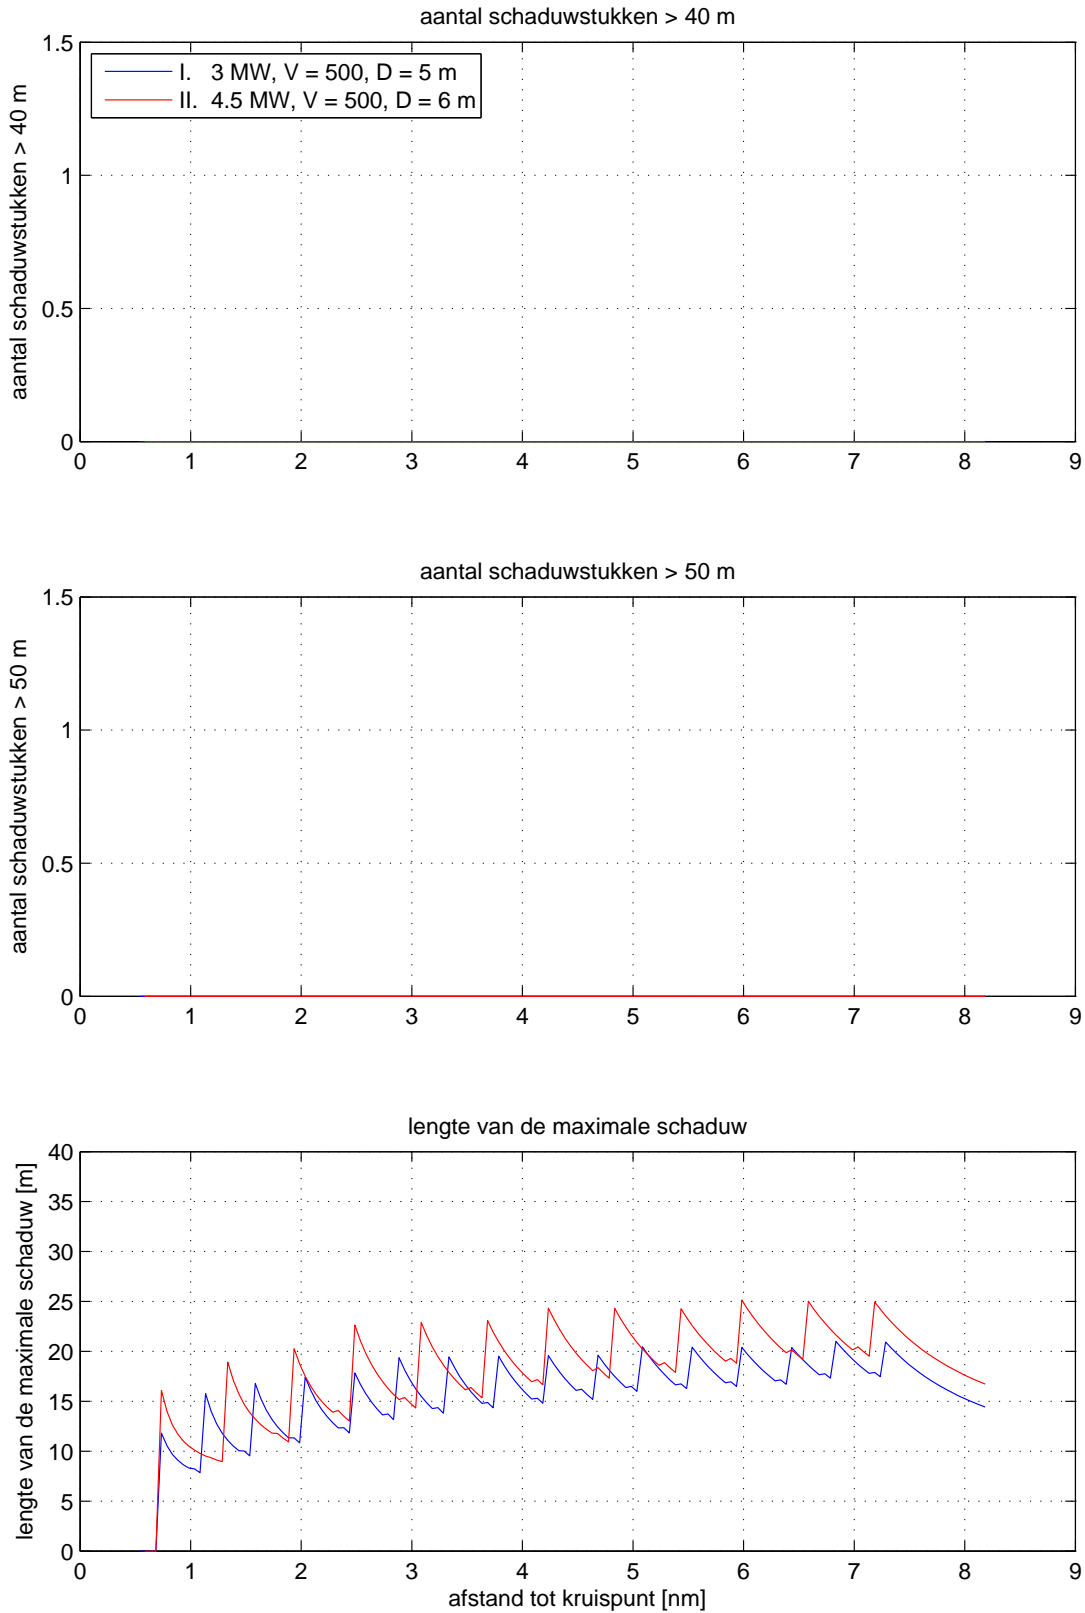 aantal schaduwstukken > 40 m
aantal schaduwstukken > 40 m
1.5
1
0.5
0
I. 3 MW, V = 500, D = 5 m
II. 4.5 MW, V = 500, D = 6 m
0 1 2 3 4 5 6 7 8 9
aantal schaduwstukken > 50 m
aantal schaduwstukken > 50 m
1.5
1
0.5
0
0 1 2 3 4 5 6 7 8 9
lengte van de maximale schaduw
lengte van de maximale schaduw [m]
40
35
30
25
20
15
10
5
0
0 1 2 3 4 5 6 7 8 9
afstand tot kruispunt [nm]